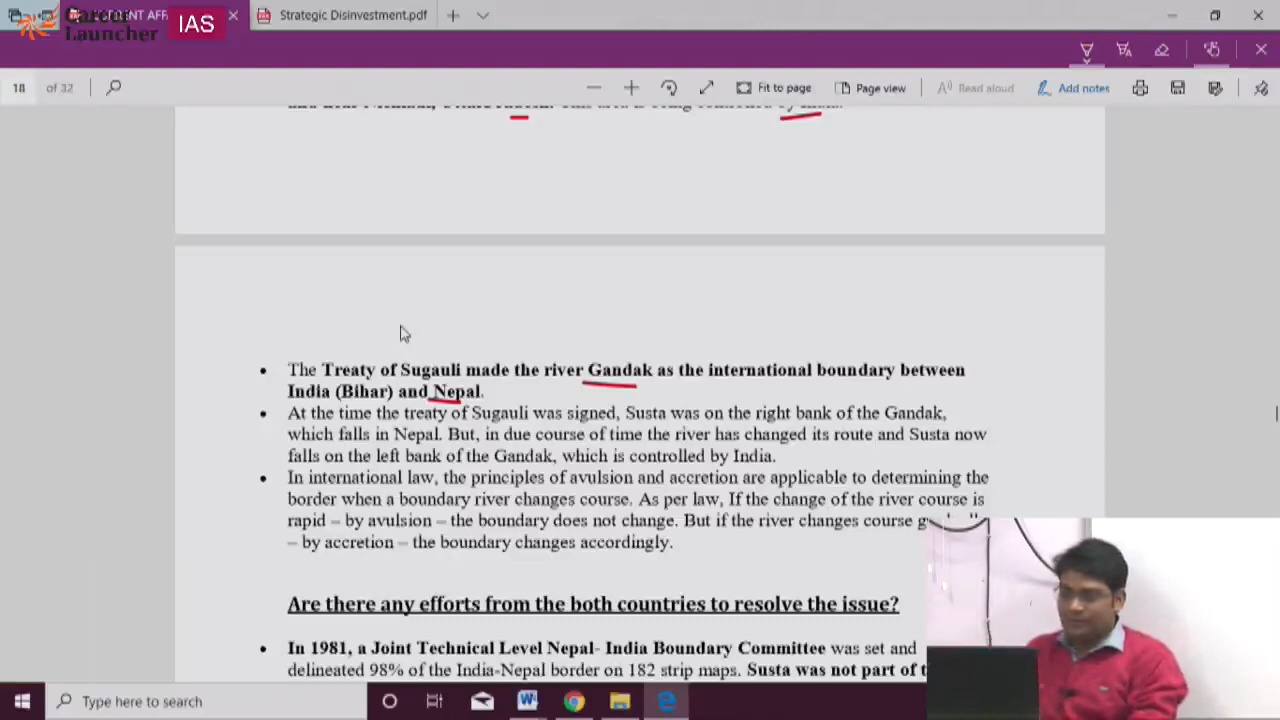 Career
Launcher
IAS
Strategic Disinvestment.pdf
18 of 32
Fit to page
Page view
Read aloud
Add notes
The Treaty of Sugauli made the river Gandak as the international boundary between
India (Bihar) and Nepal.
At the time the treaty of Sugauli was signed, Susta was on the right bank of the Gandak,
which falls in Nepal. But, in due course of time the river has changed its route and Susta now
falls on the left bank of the Gandak, which is controlled by India.
In international law, the principles of avulsion and accretion are applicable to determining the
border when a boundary river changes course. As per law, If the change of the river course is
rapid – by avulsion – the boundary does not change. But if the river changes course
– by accretion – the boundary changes accordingly.
Are there any efforts from the both countries to resolve the issue?
In 1981, a Joint Technical Level Nepal- India Boundary Committee was set and
delineated 98% of the India-Nepal border on 182 strip maps. Susta was not part of
Type here to search